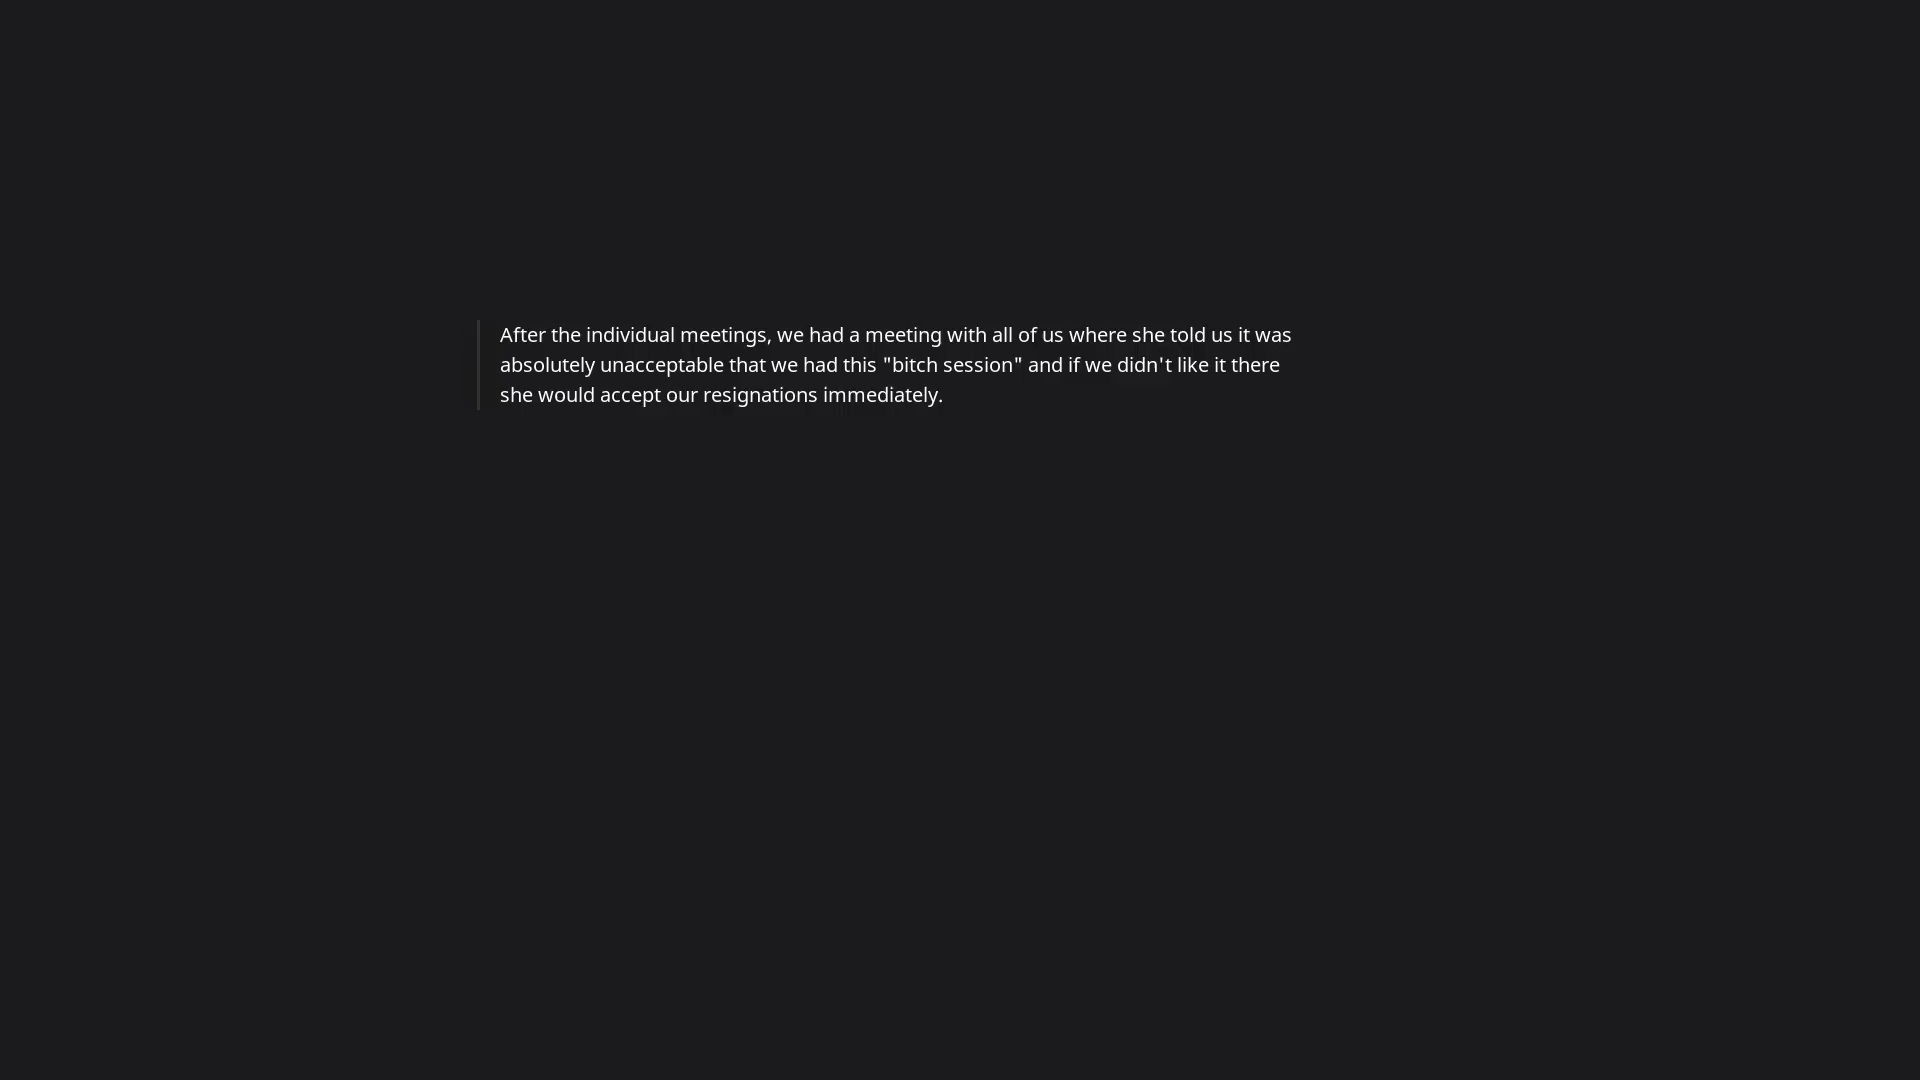 After the individual meetings, we had a meeting with all of us where she told us it was
absolutely unacceptable that we had this "bitch session" and if we didn't like it there
she would accept our resignations immediately.